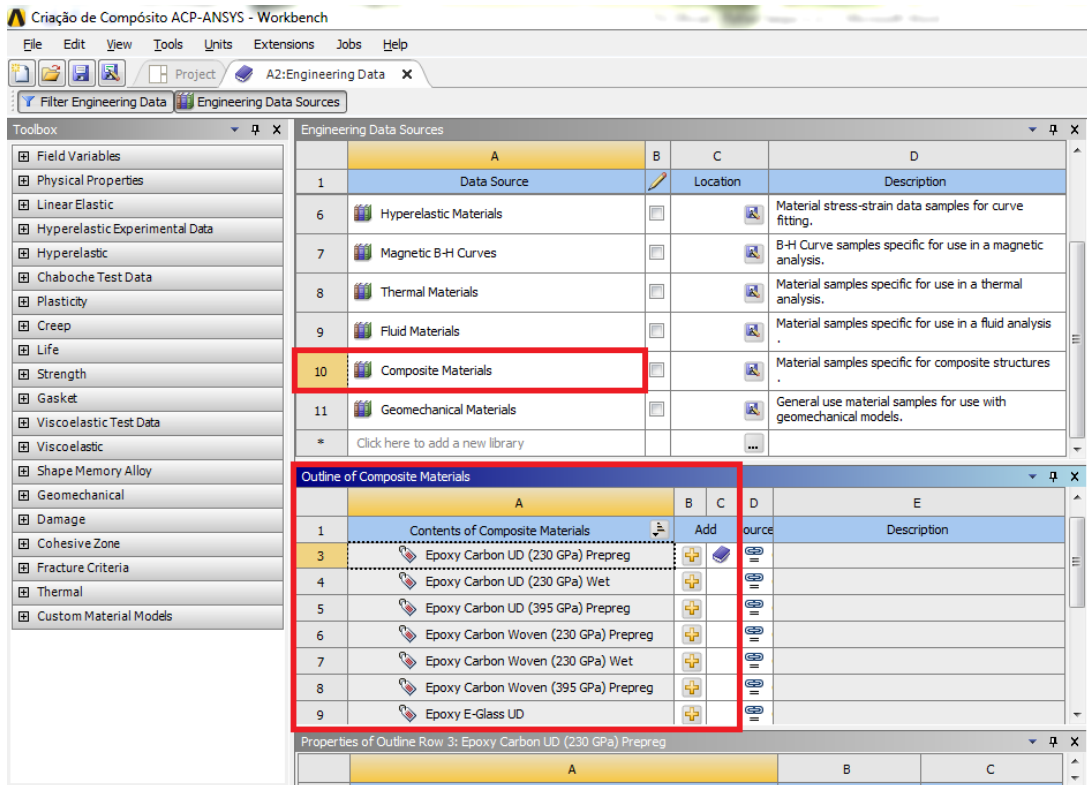 Criação de Compósito ACP-ANSYS - Workbench
File Edit View Tools Units Extensions Jobs Help
Project A2:Engineering Data X
Filter Engineering Data Engineering Data Sources
Toolbox
Field Variables
Physical Properties
Linear Elastic
Hyperelastic Experimental Data
Hyperelastic
Chaboche Test Data
Plasticity
Creep
Life
Strength
Gasket
Viscoelastic Test Data
Viscoelastic
Shape Memory Alloy
Geomechanical
Damage
Cohesive Zone
Fracture Criteria
Thermal
Custom Material Models
Engineering Data Sources
A B C D
1 Data Source Location Description
6 Hyperelastic Materials Material stress-strain data samples for curve
fitting.
7 Magnetic B-H Curves B-H Curve samples specific for use in a magnetic
analysis.
8 Thermal Materials Material samples specific for use in a thermal
analysis.
9 Fluid Materials Material samples specific for use in a fluid analysis
.
10 Composite Materials Material samples specific for composite structures
.
11 Geomechanical Materials General use material samples for use with
geomechanical models.
* Click here to add a new library ...
Outline of Composite Materials
A B C D E
1 Contents of Composite Materials Add ource Description
3 Epoxy Carbon UD (230 GPa) Prepreg
4 Epoxy Carbon UD (230 GPa) Wet
5 Epoxy Carbon UD (395 GPa) Prepreg
6 Epoxy Carbon Woven (230 GPa) Prepreg
7 Epoxy Carbon Woven (230 GPa) Wet
8 Epoxy Carbon Woven (395 GPa) Prepreg
9 Epoxy E-Glass UD
Properties of Outline Row 3: Epoxy Carbon UD (230 GPa) Prepreg
A B C